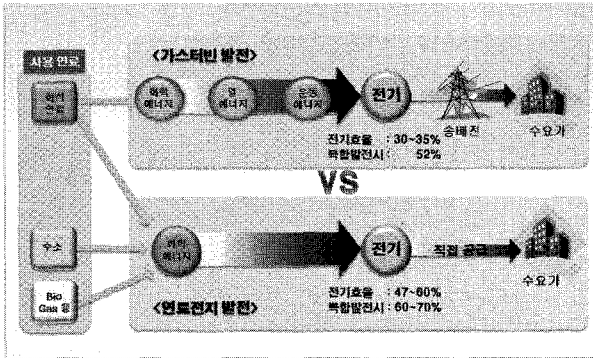 <가스터빈 발전>
사용 연료
화석
연료
화학
에너지
열
에너지
운동
에너지
전기
송배전
수요가
전기효율 : 30~35%
복합발전시 : 52%
VS
수소
화학
에너지
전기
직접 공급
수요가
Bio
Gas 등
<연료전지 발전>
전기효율 : 47~60%
복합발전시 : 60~70%